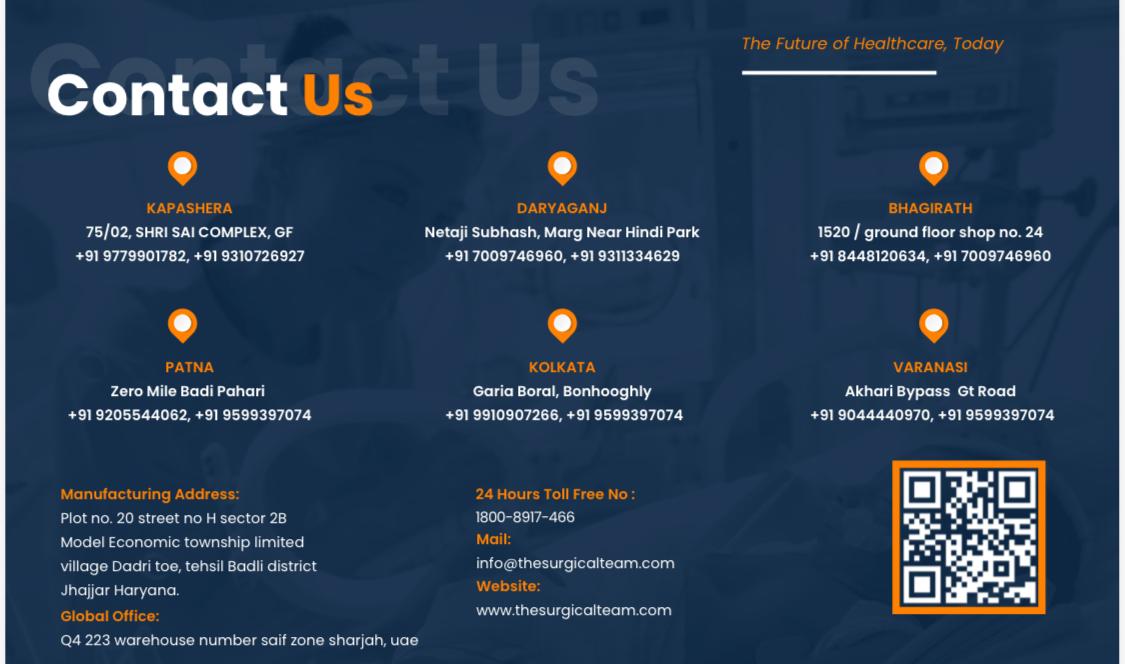 The Future of Healthcare, Today
Contact Us
Contact Us
KAPASHERA
75/02, SHRI SAI COMPLEX, GF
+91 9779901782, +91 9310726927
DARYAGANJ
Netaji Subhash, Marg Near Hindi Park
+91 7009746960, +91 9311334629
BHAGIRATH
1520 / ground floor shop no. 24
+91 8448120634, +91 7009746960
PATNA
Zero Mile Badi Pahari
+91 9205544062, +91 9599397074
KOLKATA
Garia Boral, Bonhooghly
+91 9910907266, +91 9599397074
VARANASI
Akhari Bypass  Gt Road
+91 9044440970, +91 9599397074
Manufacturing Address:
Plot no. 20 street no H sector 2B
Model Economic township limited
village Dadri toe, tehsil Badli district
Jhajjar Haryana.
Global Office:
Q4 223 warehouse number saif zone sharjah, uae
24 Hours Toll Free No :
1800-8917-466
Mail:
info@thesurgicalteam.com
Website:
www.thesurgicalteam.com